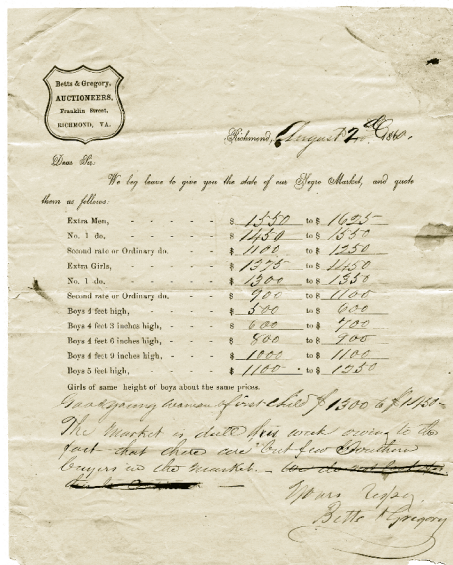 Betts & Gregory,
AUCTIONEERS,
Franklin Street,
RICHMOND, VA.
Richmond, August 2d 1860.
Dear Sir:
We beg leave to give you the state of our Negro Market, and quote
them as follows:
Extra Men, - - - - - $ 1550 to $ 1625
No. 1 do. - - - - - $ 1450 to $ 1550
Second rate or Ordinary do. - - - $ 1100 to $ 1250
Extra Girls, - - - - - $ 1375 to $ 1450
No. 1 do. - - - - - $ 1300 to $ 1350
Second rate or Ordinary do. - - - $ 900 to $ 1100
Boys 4 feet high, - - - - $ 500 to $ 600
Boys 4 feet 3 inches high, - - - $ 600 to $ 700
Boys 4 feet 6 inches high, - - - $ 800 to $ 900
Boys 4 feet 9 inches high, - - - $ 1000 to $ 1100
Boys 5 feet high, - - - - $ 1100 to $ 1250
Girls of same height of boys about the same prices.
Good young woman & first child $ 1300 to $ 1450
The market is dull this week owing to the
fact that there are but few Southern
buyers in the market. — We do not
Yours Respy
Betts & Gregory